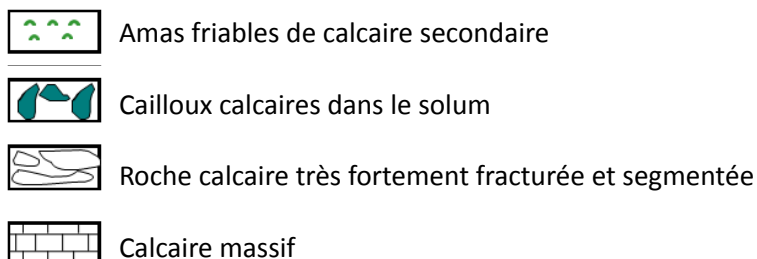 Amas friables de calcaire secondaire
Cailloux calcaires dans le solum
Roche calcaire très fortement fracturée et segmentée
Calcaire massif